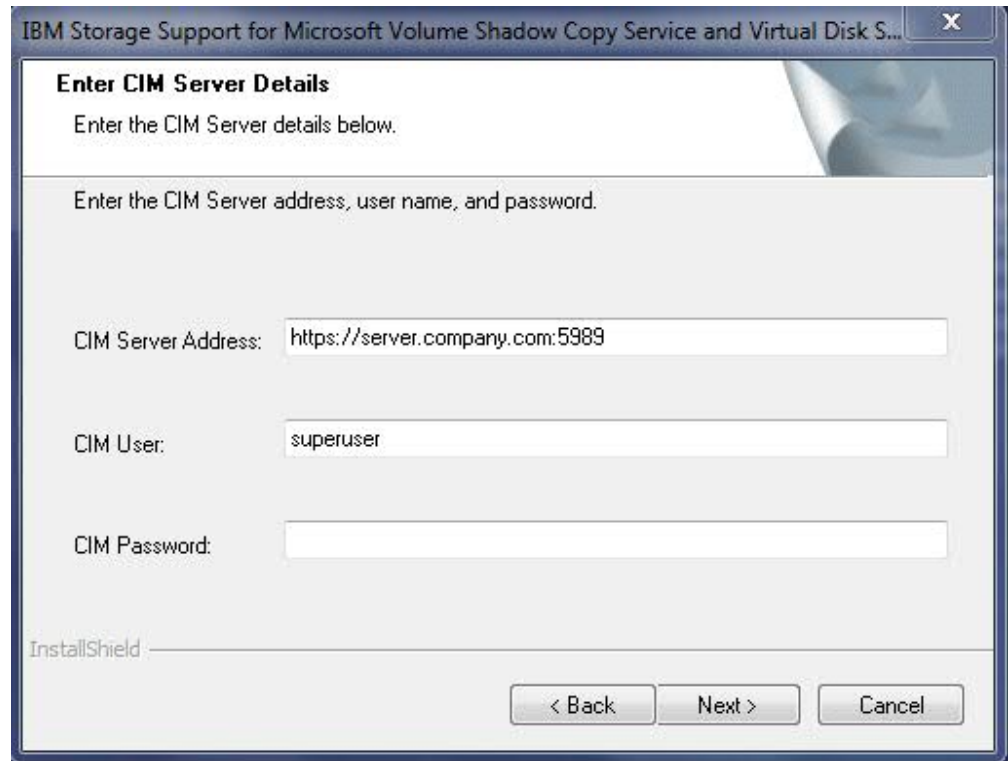 IBM Storage Support for Microsoft Volume Shadow Copy Service and Virtual Disk S...
X
Enter CIM Server Details
Enter the CIM Server details below.
Enter the CIM Server address, user name, and password.
CIM Server Address: https://server.company.com:5989
CIM User: superuser
CIM Password:
InstallShield
< Back Next > Cancel